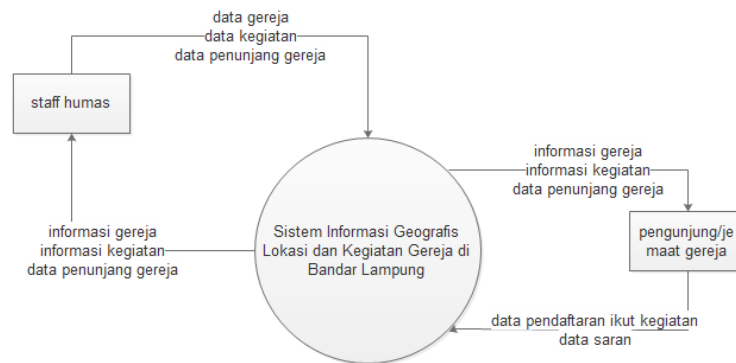 data gereja
data kegiatan
data penunjang gereja
staff humas
informasi gereja
informasi kegiatan
data penunjang gereja
Sistem Informasi Geografis
Lokasi dan Kegiatan Gereja di
Bandar Lampung
informasi gereja
informasi kegiatan
data penunjang gereja
pengunjung/je
maat gereja
data pendaftaran ikut kegiatan
data saran